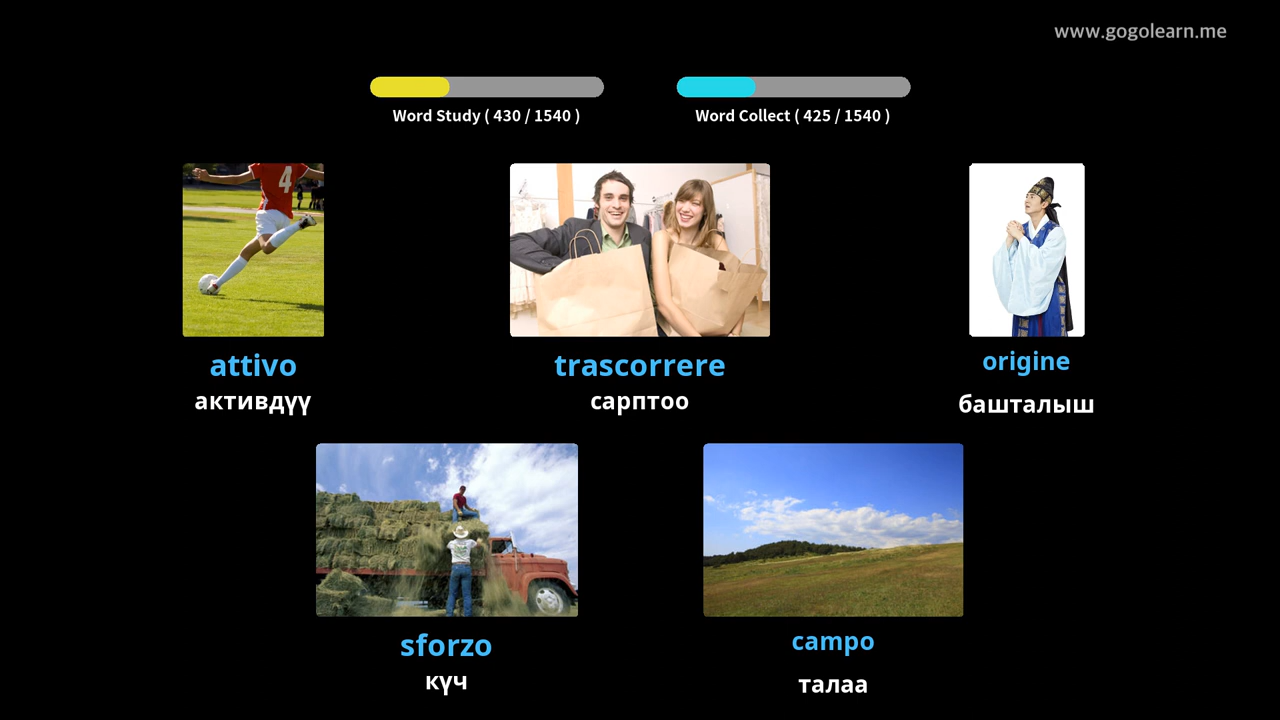 www.gogolearn.me
Word Study ( 430 / 1540 )
Word Collect ( 425 / 1540 )
4
attivo
активдүү
trascorrere
сарптоо
origine
башталыш
sforzo
күч
campo
талаа